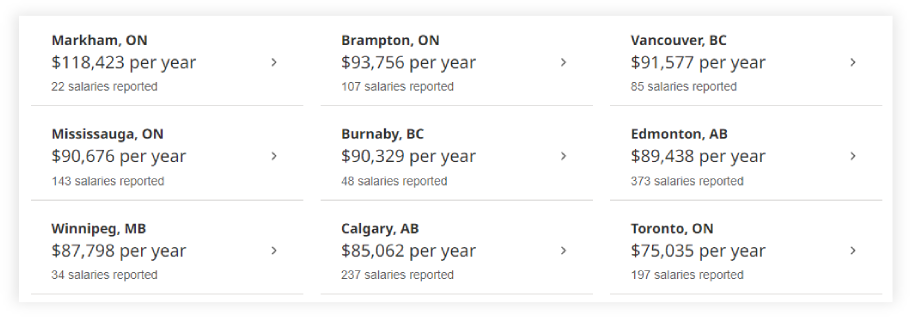 Markham, ON
$118,423 per year
22 salaries reported
Brampton, ON
$93,756 per year
107 salaries reported
Vancouver, BC
$91,577 per year
85 salaries reported
Mississauga, ON
$90,676 per year
143 salaries reported
Burnaby, BC
$90,329 per year
48 salaries reported
Edmonton, AB
$89,438 per year
373 salaries reported
Winnipeg, MB
$87,798 per year
34 salaries reported
Calgary, AB
$85,062 per year
237 salaries reported
Toronto, ON
$75,035 per year
197 salaries reported